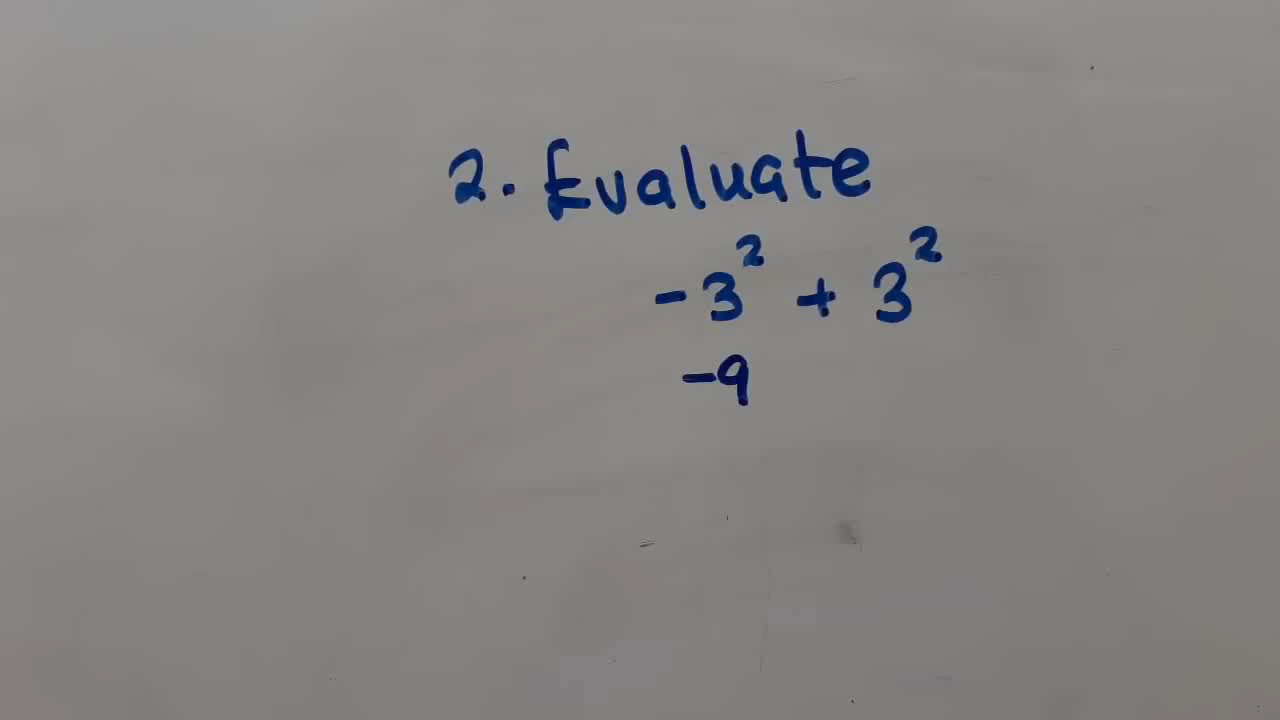 2. Evaluate
-3² + 3²
-9